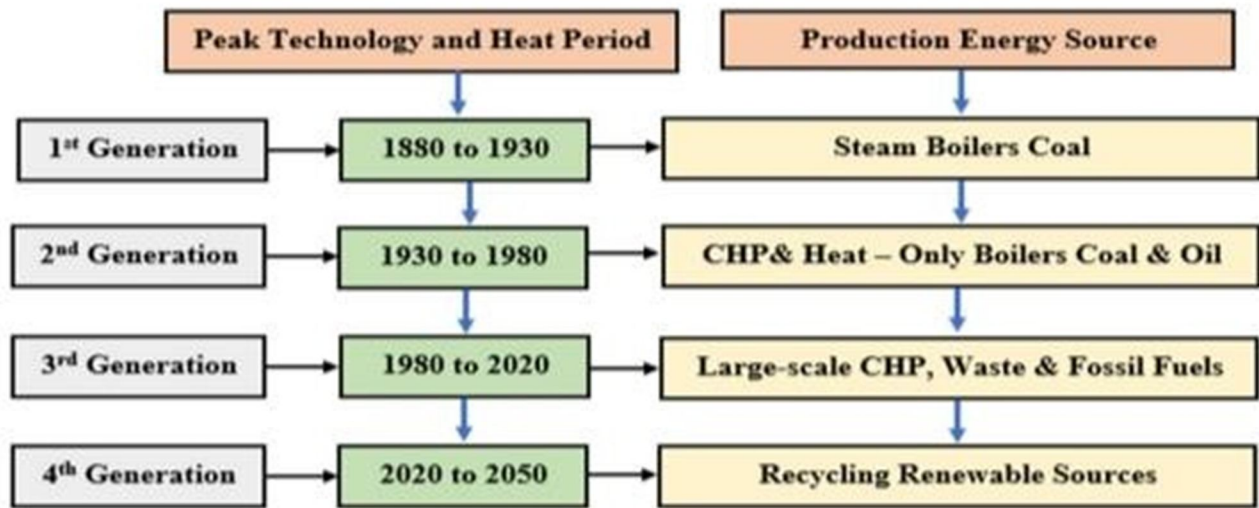 Peak Technology and Heat Period
Production Energy Source
1st Generation
1880 to 1930
Steam Boilers Coal
2nd Generation
1930 to 1980
CHP& Heat – Only Boilers Coal & Oil
3rd Generation
1980 to 2020
Large-scale CHP, Waste & Fossil Fuels
4th Generation
2020 to 2050
Recycling Renewable Sources